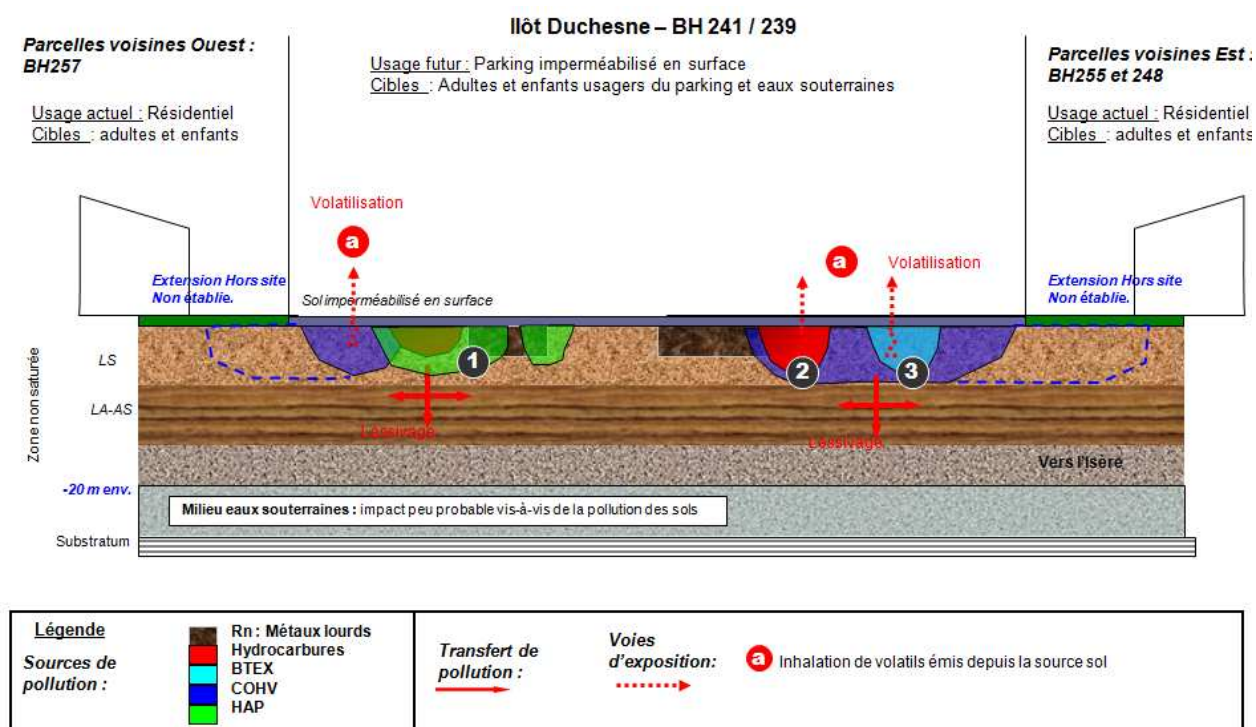 Ilôt Duchesne – BH 241 / 239
Parcelles voisines Ouest :
BH257
Usage actuel : Résidentiel
Cibles : adultes et enfants
Usage futur : Parking imperméabilisé en surface
Cibles : Adultes et enfants usagers du parking et eaux souterraines
Parcelles voisines Est :
BH255 et 248
Usage actuel : Résidentiel
Cibles : adultes et enfants
Volatilisation
a
a
Volatilisation
Extension Hors site
Non établie.
Sol imperméabilisé en surface
Extension Hors site
Non établie.
Zone non saturée
LS
1
2
3
LA-AS
Lessivage
Lessivage
Vers l'Isère
-20 m env.
Milieu eaux souterraines : impact peu probable vis-à-vis de la pollution des sols
Substratum
Légende
Sources de
pollution :
Rn : Métaux lourds
Hydrocarbures
BTEX
COHV
HAP
Transfert de
pollution :
Voies
d'exposition:
a Inhalation de volatils émis depuis la source sol